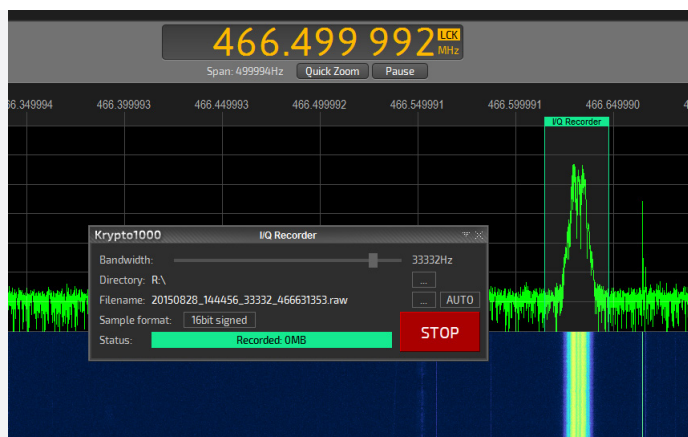 466.499 992 LCK MHz
Span: 499994Hz Quick Zoom Pause
66.349994 466.399993 466.449993 466.499992 466.549991 466.599991 466.649990 4
I/Q Recorder
Krypto1000 I/Q Recorder
Bandwidth: 33332Hz
Directory: R:\ ...
Filename: 20150828_144456_33332_466631353.raw ... AUTO
Sample format: 16bit signed
STOP
Status: Recorded: 0MB